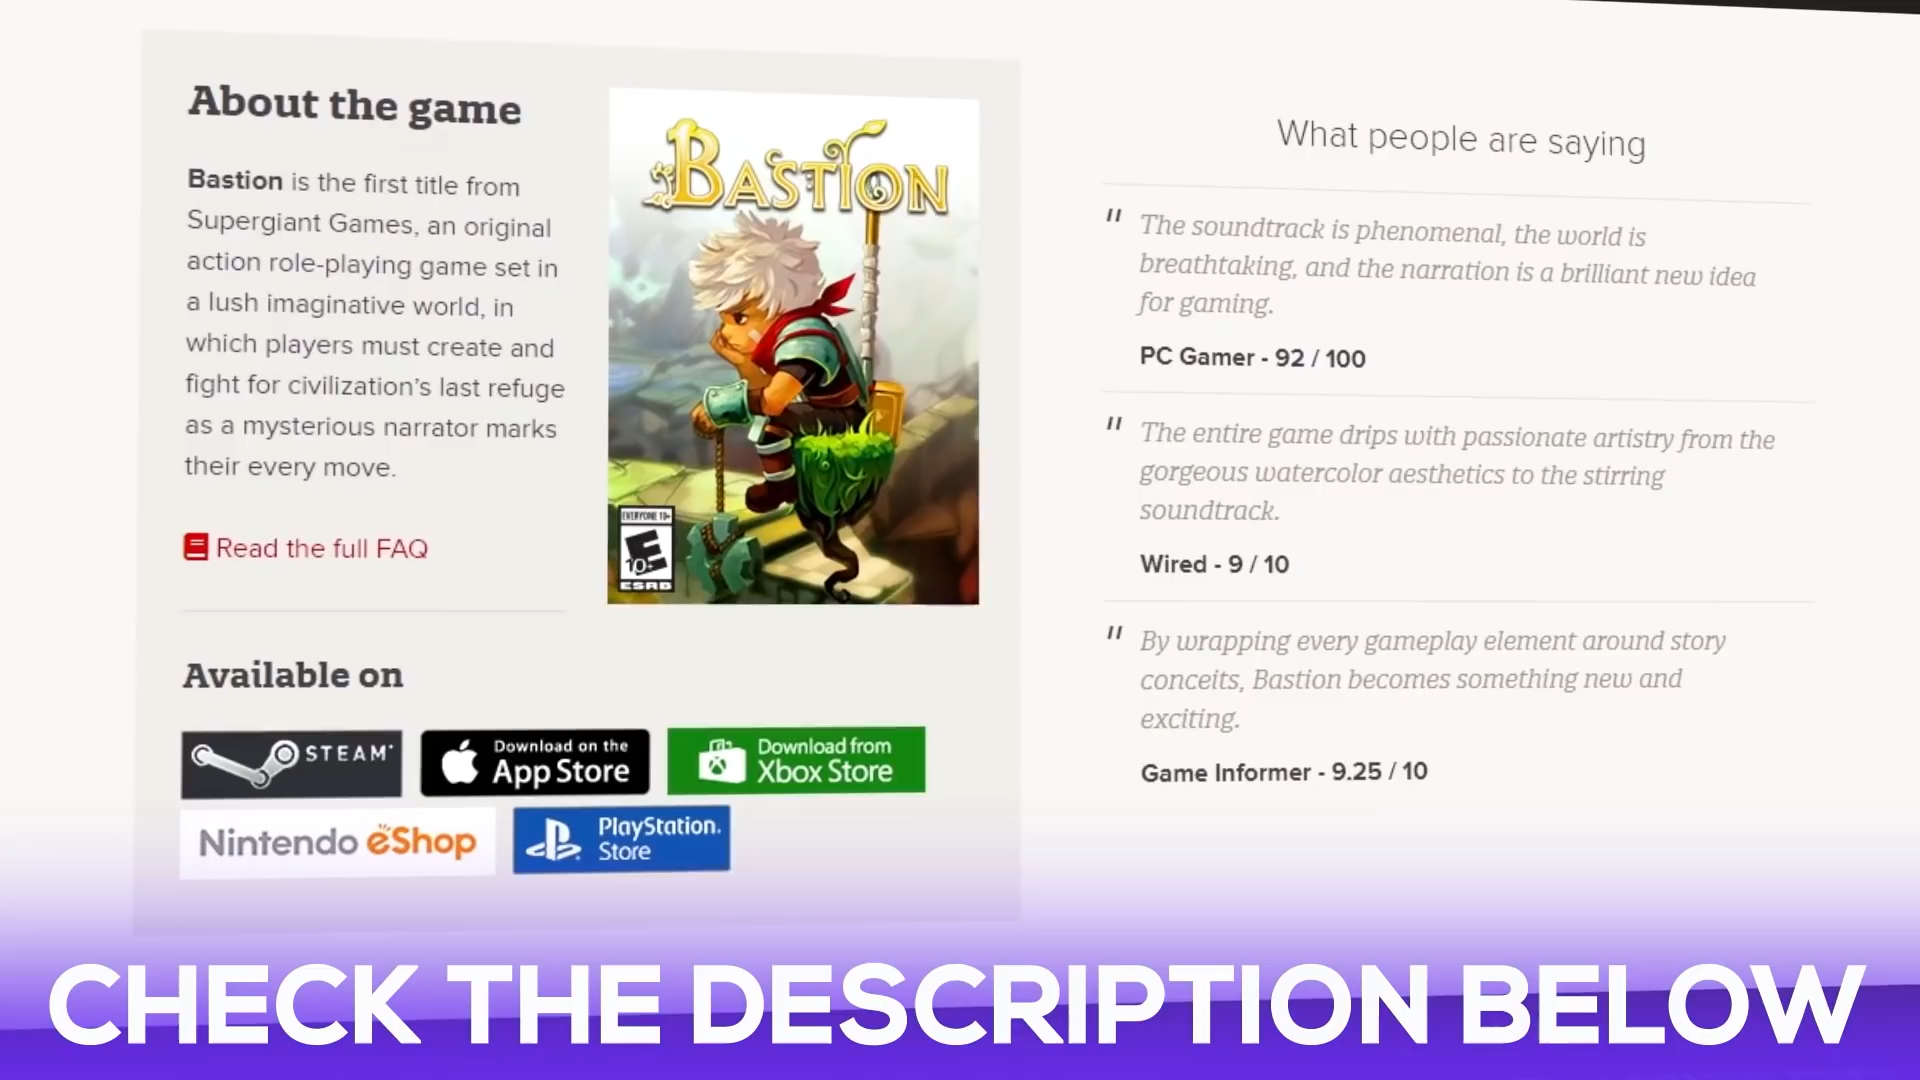 About the game
Bastion is the first title from
Supergiant Games, an original
action role-playing game set in
a lush imaginative world, in
which players must create and
fight for civilization's last refuge
as a mysterious narrator marks
their every move.
Read the full FAQ
BASTION
EVERYONE 10+
E
10+
ESRB
Available on
STEAM
Download on the
App Store
Download from
Xbox Store
Nintendo eShop
PlayStation.
Store
What people are saying
" The soundtrack is phenomenal, the world is
breathtaking, and the narration is a brilliant new idea
for gaming.
PC Gamer - 92 / 100
" The entire game drips with passionate artistry from the
gorgeous watercolor aesthetics to the stirring
soundtrack.
Wired - 9 / 10
" By wrapping every gameplay element around story
conceits, Bastion becomes something new and
exciting.
Game Informer - 9.25 / 10
CHECK THE DESCRIPTION BELOW